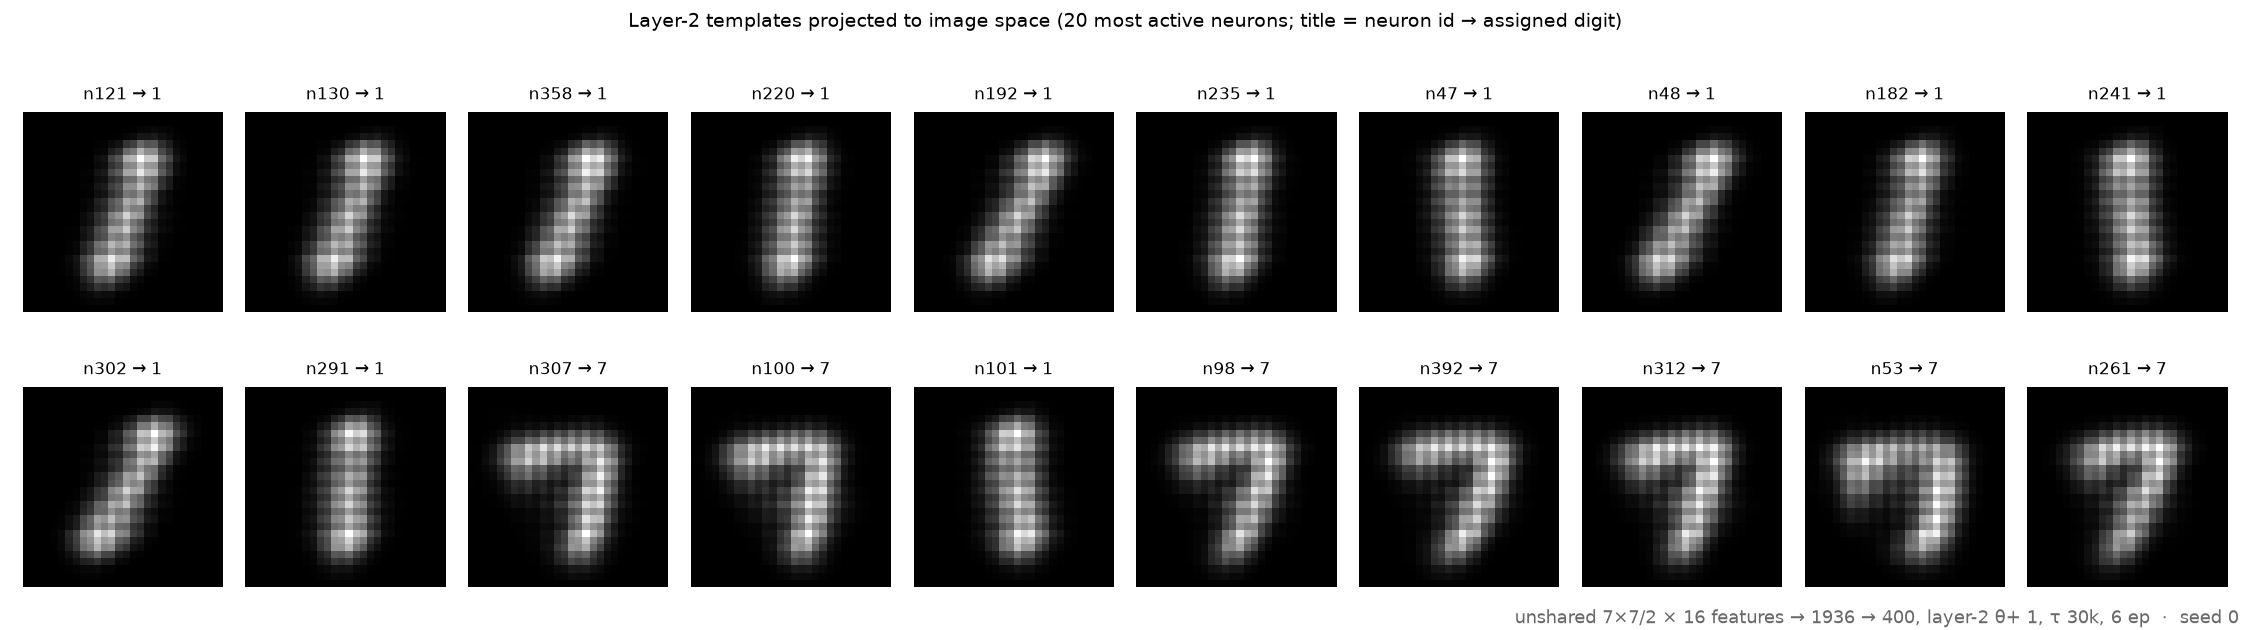 Layer-2 templates projected to image space (20 most active neurons; title = neuron id → assigned digit)
n121 → 1 n130 → 1 n358 → 1 n220 → 1 n192 → 1 n235 → 1 n47 → 1 n48 → 1 n182 → 1 n241 → 1
n302 → 1 n291 → 1 n307 → 7 n100 → 7 n101 → 1 n98 → 7 n392 → 7 n312 → 7 n53 → 7 n261 → 7
unshared 7×7/2 × 16 features → 1936 → 400, layer-2 θ+ 1, τ 30k, 6 ep · seed 0